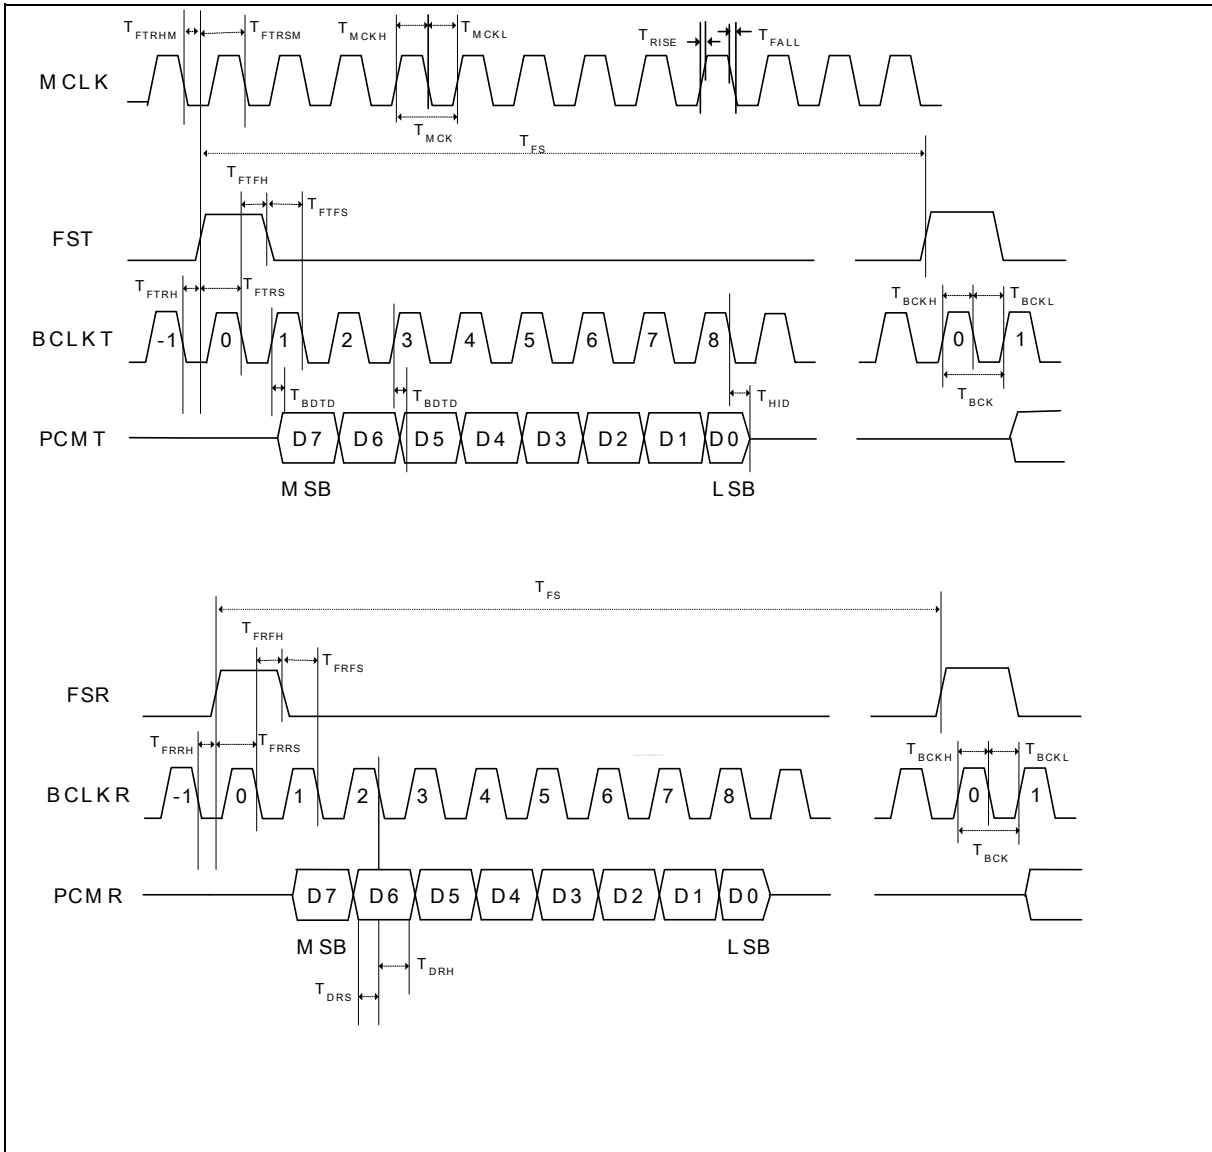 TFTRHM TFTRSM TMCKH TMCKL TRISE TFALL
MCLK
TMCK
TFS
TFTFH
TFTFS
FST
TFTRH TFTRS TBCKH TBCKL
BCLKT -1 0 1 2 3 4 5 6 7 8 0 1
TBDTD TBDTD THID TBCK
PCMT D7 D6 D5 D4 D3 D2 D1 D0
MSB LSB
TFS
TFRFH
TFRFS
FSR
TFRRH TFRRS TBCKH TBCKL
BCLKR -1 0 1 2 3 4 5 6 7 8 0 1
TBCK
PCMR D7 D6 D5 D4 D3 D2 D1 D0
MSB LSB
TDRH
TDRS